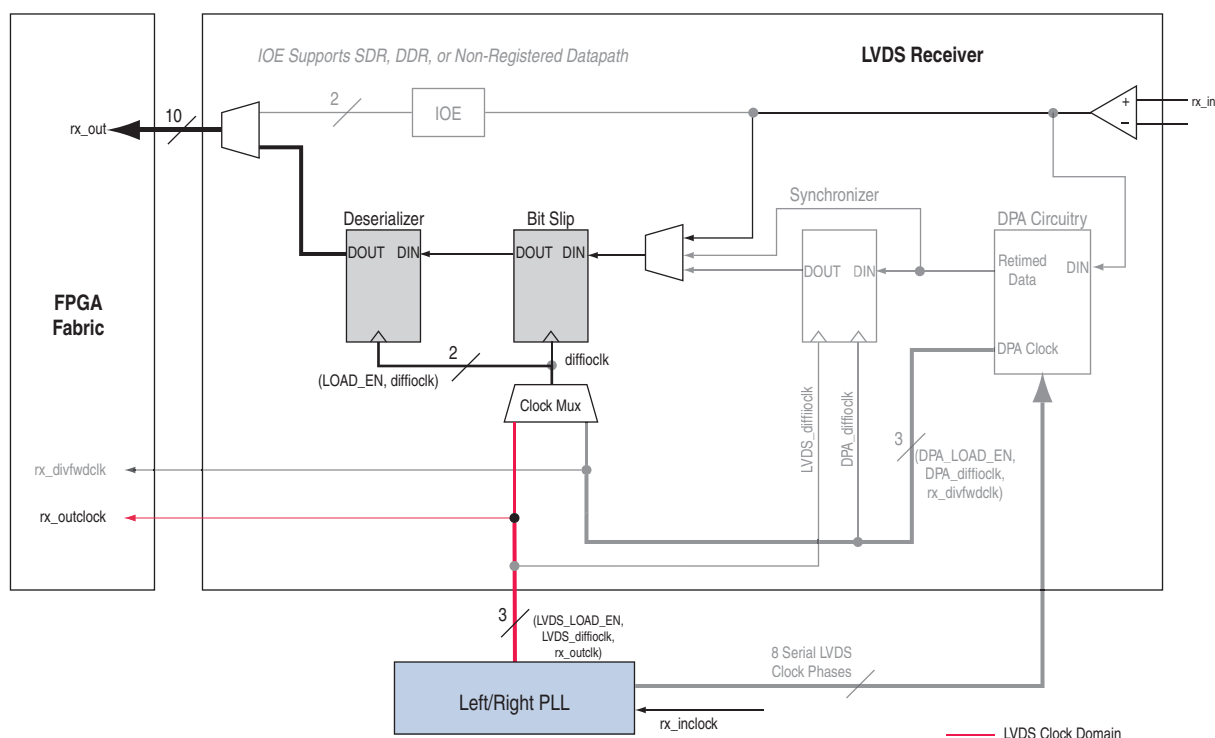 IOE Supports SDR, DDR, or Non-Registered Datapath
LVDS Receiver
rx_in
+
–
2
IOE
10
rx_out
Synchronizer
Deserializer
Bit Slip
DPA Circuitry
DOUT DIN
DOUT DIN
DOUT DIN
Retimed
Data
DIN
FPGA
Fabric
DPA Clock
2
diffioclk
(LOAD_EN, diffioclk)
Clock Mux
LVDS_diffiioclk
DPA_diffioclk
3
(DPA_LOAD_EN,
DPA_diffioclk,
rx_divfwdclk)
rx_divfwdclk
rx_outclock
3
(LVDS_LOAD_EN,
LVDS_diffioclk,
rx_outclk)
8 Serial LVDS
Clock Phases
Left/Right PLL
rx_inclock
LVDS Clock Domain